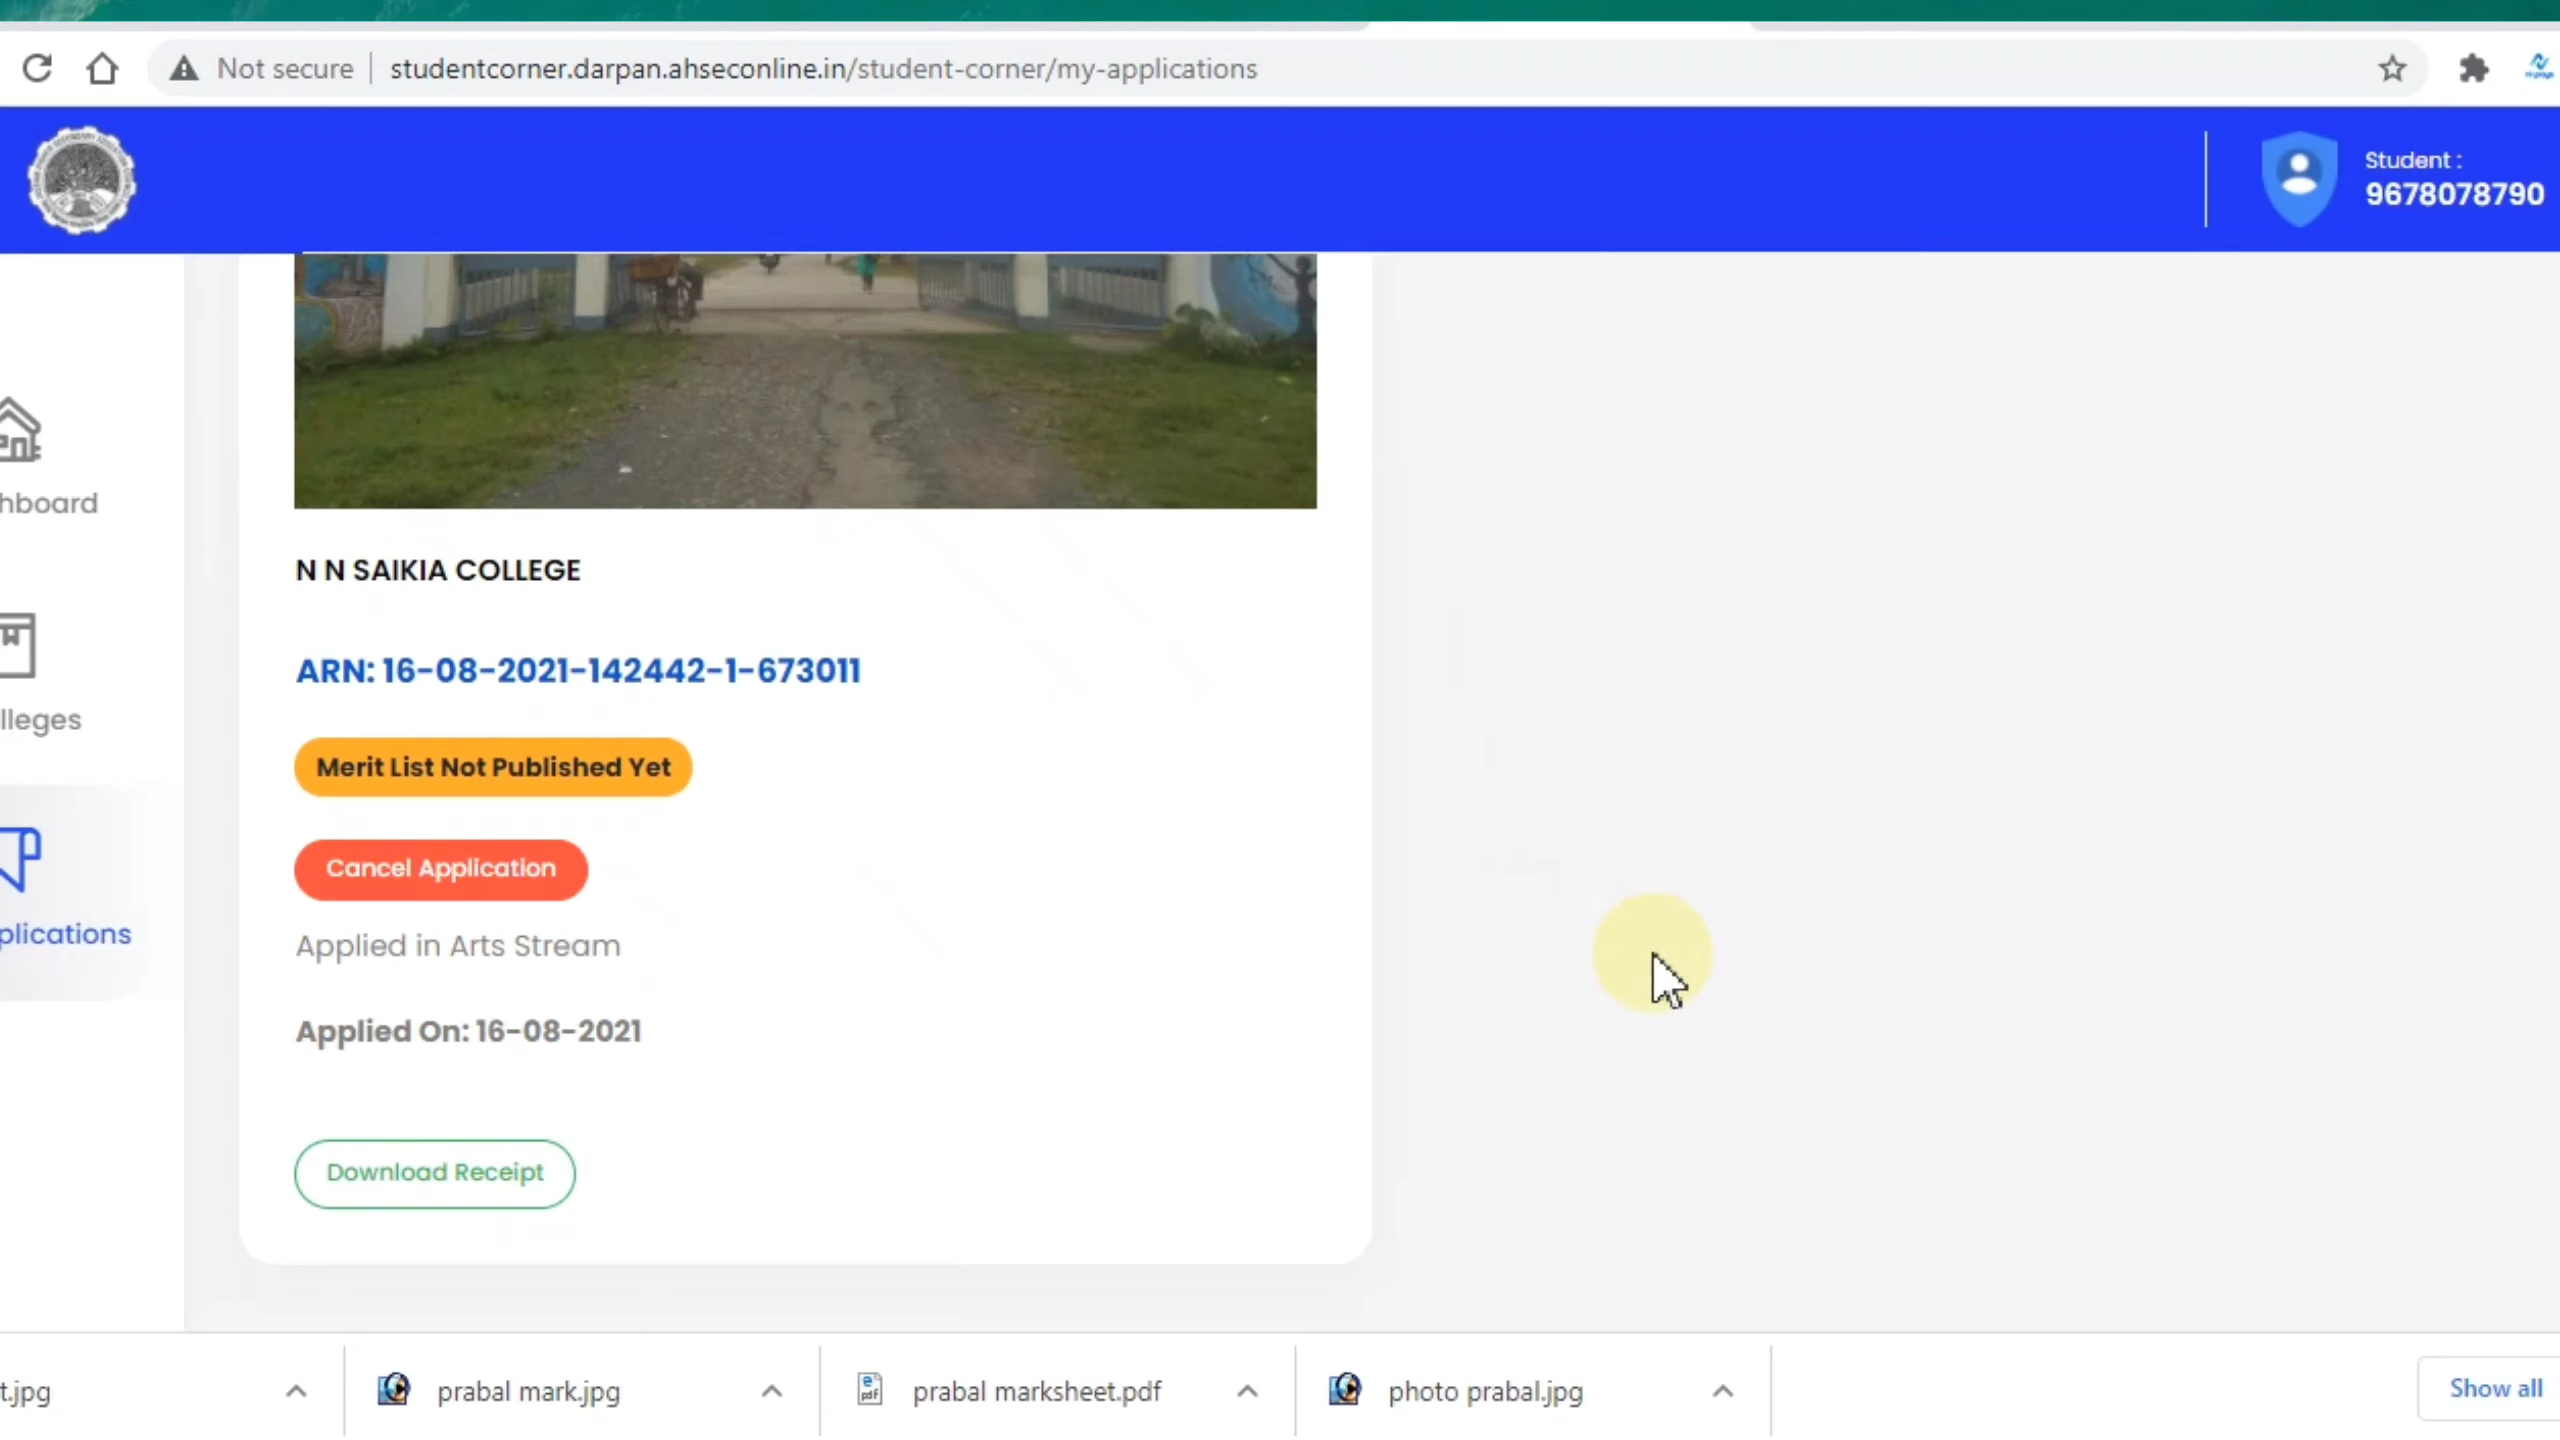 Not secure studentcorner.darpan.ahseconline.in/student-corner/my-applications
Student :
9678078790
hboard
lleges
plications
N N SAIKIA COLLEGE
ARN: 16-08-2021-142442-1-673011
Merit List Not Published Yet
Cancel Application
Applied in Arts Stream
Applied On: 16-08-2021
Download Receipt
t.jpg
prabal mark.jpg
prabal marksheet.pdf
photo prabal.jpg
Show all